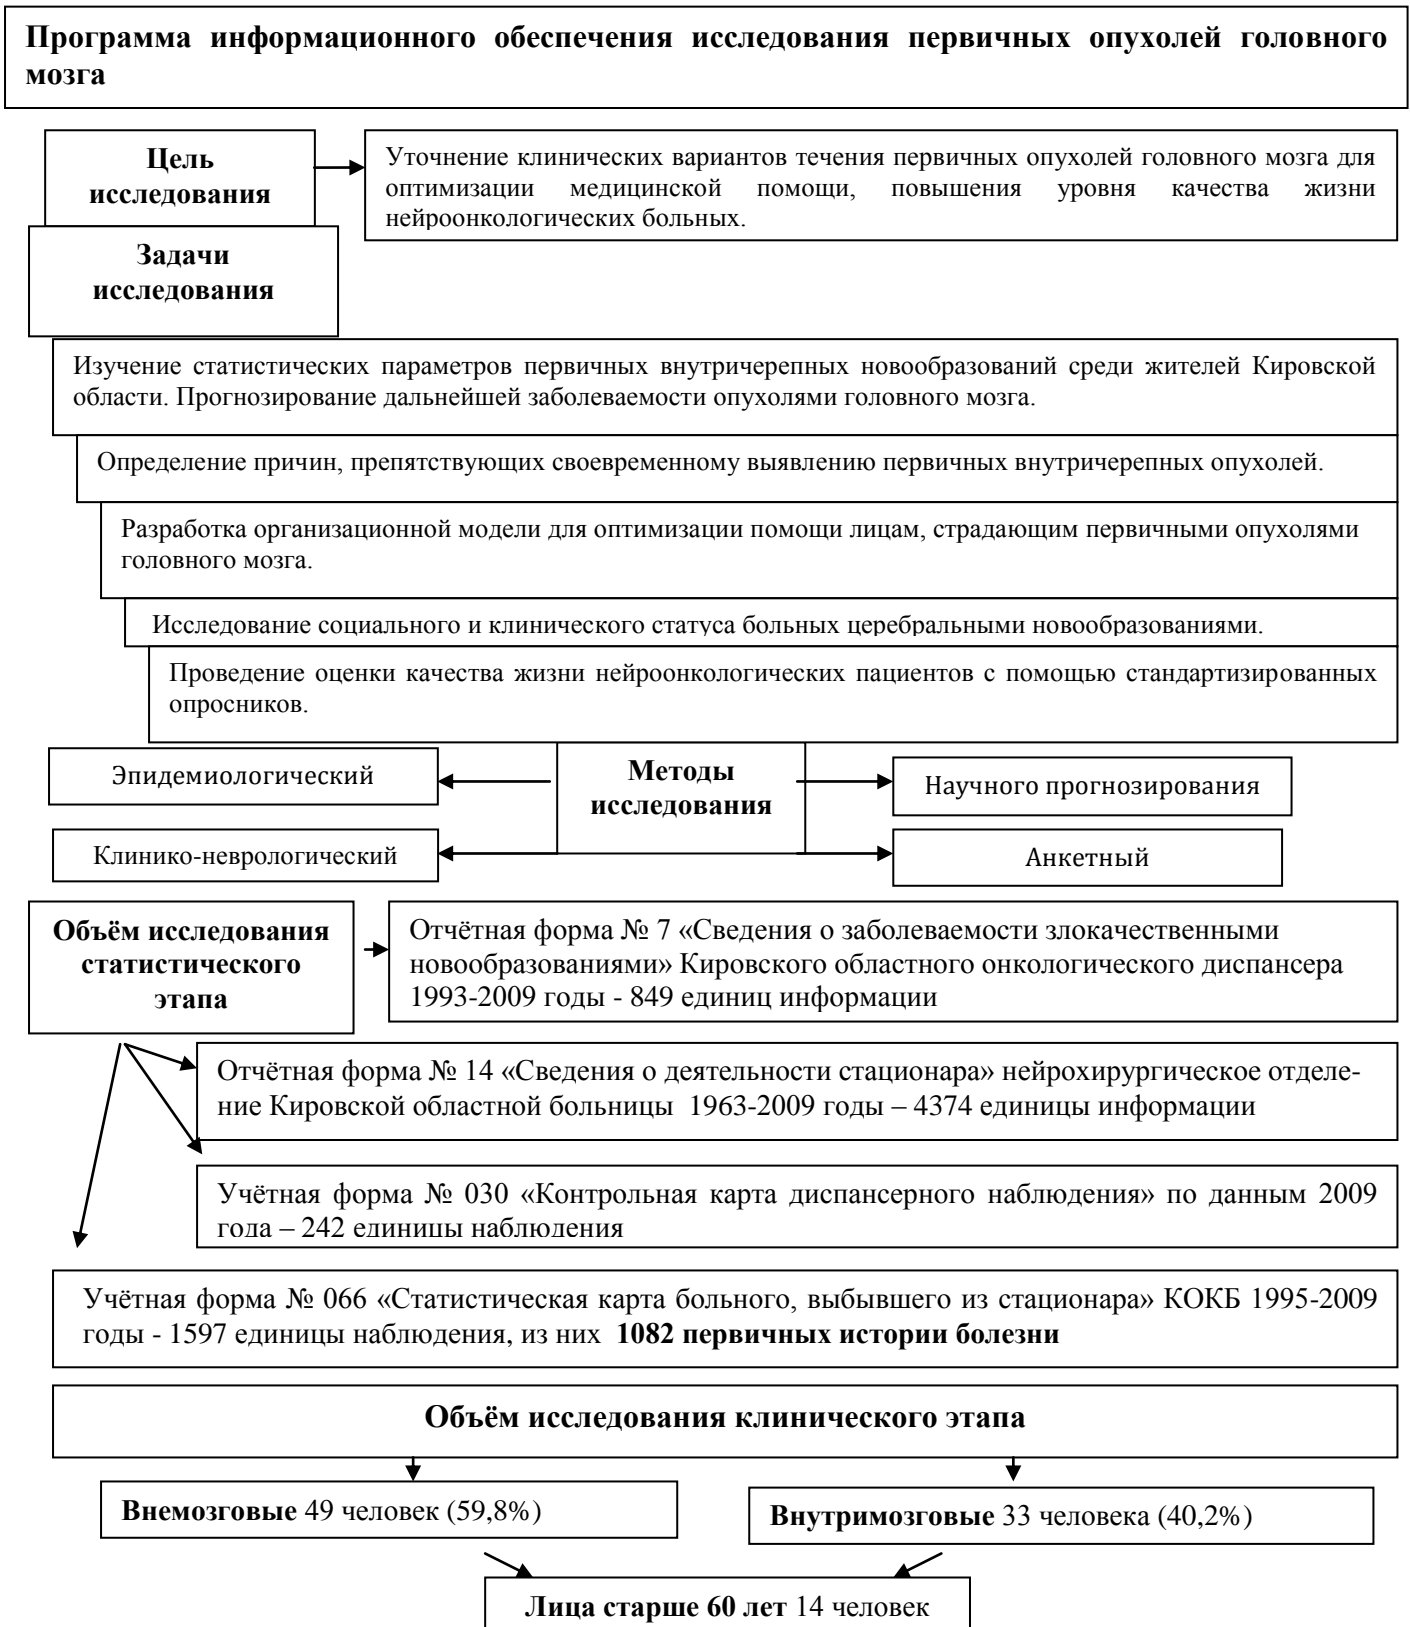 Программа информационного обеспечения исследования первичных опухолей головного
мозга
Цель
исследования
Уточнение клинических вариантов течения первичных опухолей головного мозга для
оптимизации медицинской помощи, повышения уровня качества жизни
нейроонкологических больных.
Задачи
исследования
Изучение статистических параметров первичных внутричерепных новообразований среди жителей Кировской
области. Прогнозирование дальнейшей заболеваемости опухолями головного мозга.
Определение причин, препятствующих своевременному выявлению первичных внутричерепных опухолей.
Разработка организационной модели для оптимизации помощи лицам, страдающим первичными опухолями
головного мозга.
Исследование социального и клинического статуса больных церебральными новообразованиями.
Проведение оценки качества жизни нейроонкологических пациентов с помощью стандартизированных
опросников.
Эпидемиологический
Методы
исследования
Научного прогнозирования
Клинико-неврологический
Анкетный
Объём исследования
статистического
этапа
Отчётная форма № 7 «Сведения о заболеваемости злокачественными
новообразованиями» Кировского областного онкологического диспансера
1993-2009 годы - 849 единиц информации
Отчётная форма № 14 «Сведения о деятельности стационара» нейрохирургическое отделе-
ние Кировской областной больницы 1963-2009 годы – 4374 единицы информации
Учётная форма № 030 «Контрольная карта диспансерного наблюдения» по данным 2009
года – 242 единицы наблюдения
Учётная форма № 066 «Статистическая карта больного, выбывшего из стационара» КОКБ 1995-2009
годы - 1597 единицы наблюдения, из них 1082 первичных истории болезни
Объём исследования клинического этапа
Внемозговые 49 человек (59,8%)
Внутримозговые 33 человека (40,2%)
Лица старше 60 лет 14 человек